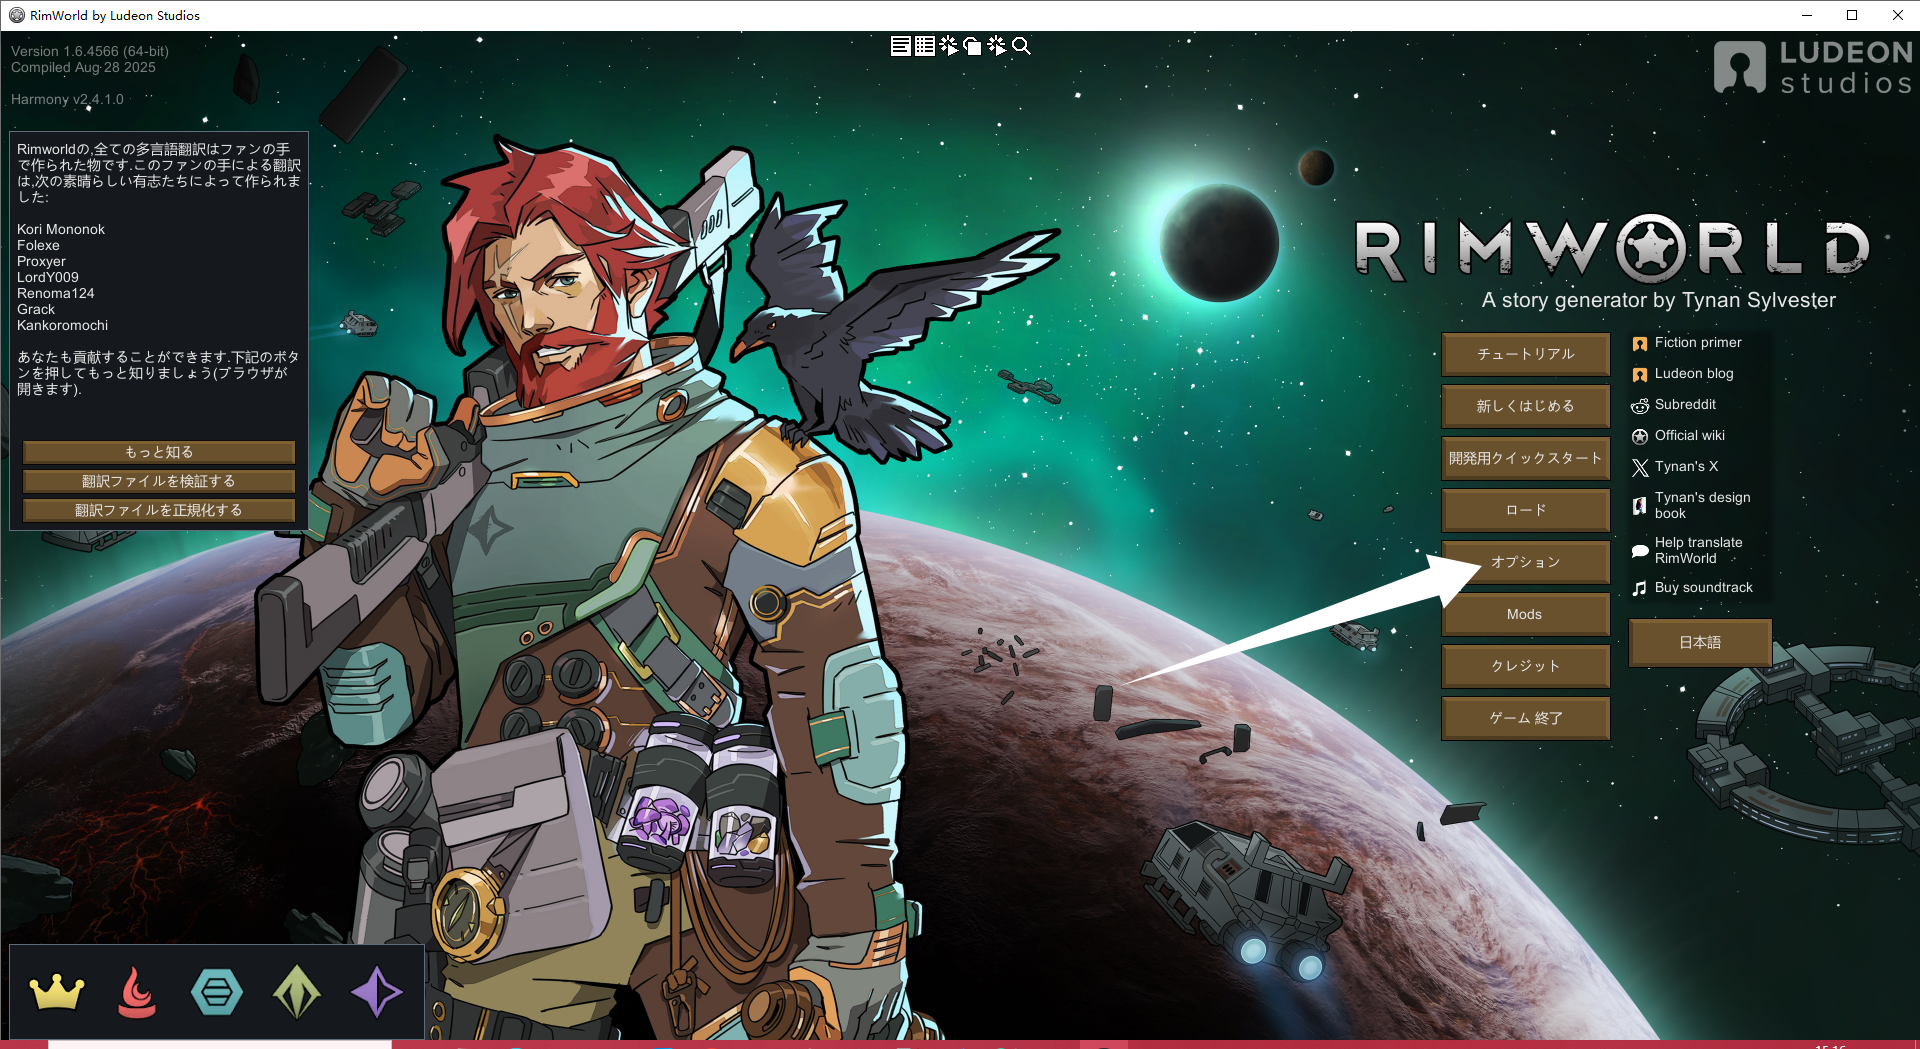 RimWorld by Ludeon Studios
Version 1.6.4566 (64-bit)
Compiled Aug 28 2025
Harmony v2.4.1.0
LUDEON
studios
Rimworldの,全ての多言語翻訳はファンの手
で作られた物です.このファンの手による翻訳
は,次の素晴らしい有志たちによって作られま
した:
Kori Mononok
Folexe
Proxyer
LordY009
Renoma124
Grack
Kankoromochi
あなたも貢献することができます.下記のボタ
ンを押してもっと知りましょう(ブラウザが
開きます).
もっと知る
翻訳ファイルを検証する
翻訳ファイルを正規化する
RIMWORLD
A story generator by Tynan Sylvester
チュートリアル
新しくはじめる
開発用クイックスタート
ロード
オプション
Mods
クレジット
ゲーム 終了
Fiction primer
Ludeon blog
Subreddit
Official wiki
Tynan's X
Tynan's design
book
Help translate
RimWorld
Buy soundtrack
日本語